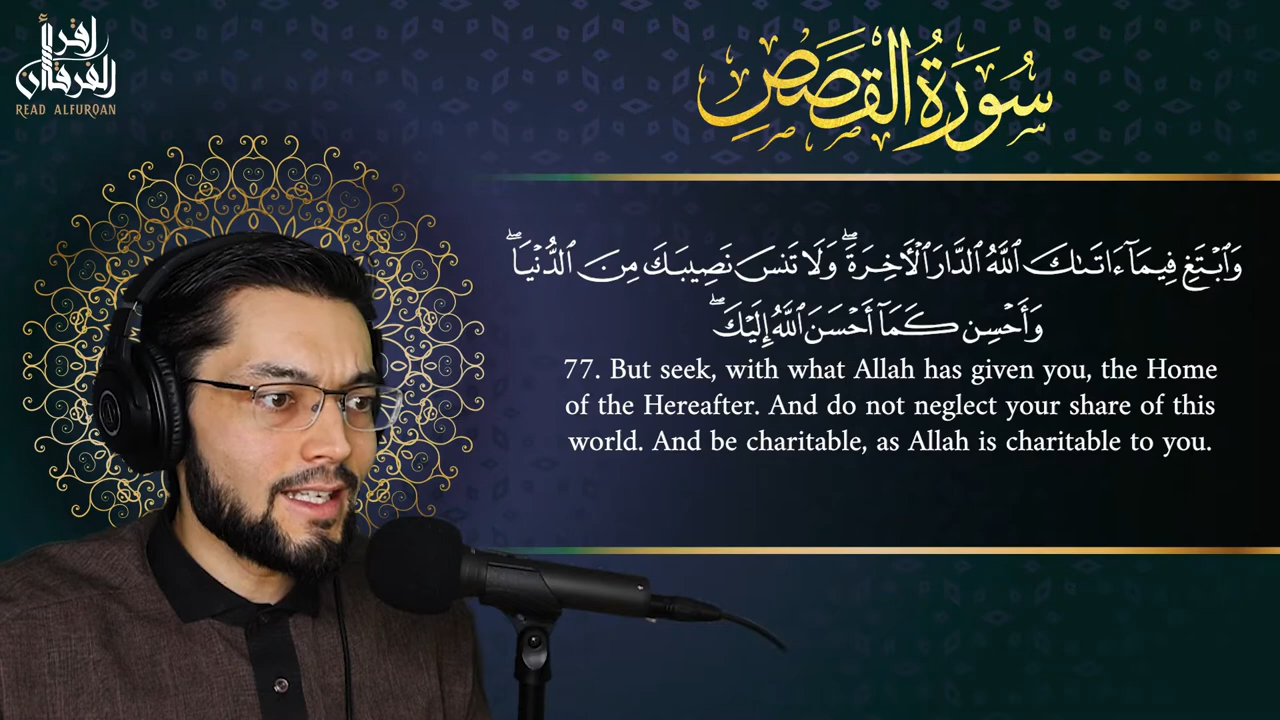 اقرأ
الفرقان
READ ALFURQAN
سُورَةُ القَصَصِ
وَٱبْتَغِ فِيمَآ ءَاتَىٰكَ ٱللَّهُ ٱلدَّارَ ٱلْـَٔاخِرَةَ ۖ وَلَا تَنسَ نَصِيبَكَ مِنَ ٱلدُّنْيَا ۖ
وَأَحْسِن كَمَآ أَحْسَنَ ٱللَّهُ إِلَيْكَ ۖ
77. But seek, with what Allah has given you, the Home
of the Hereafter. And do not neglect your share of this
world. And be charitable, as Allah is charitable to you.